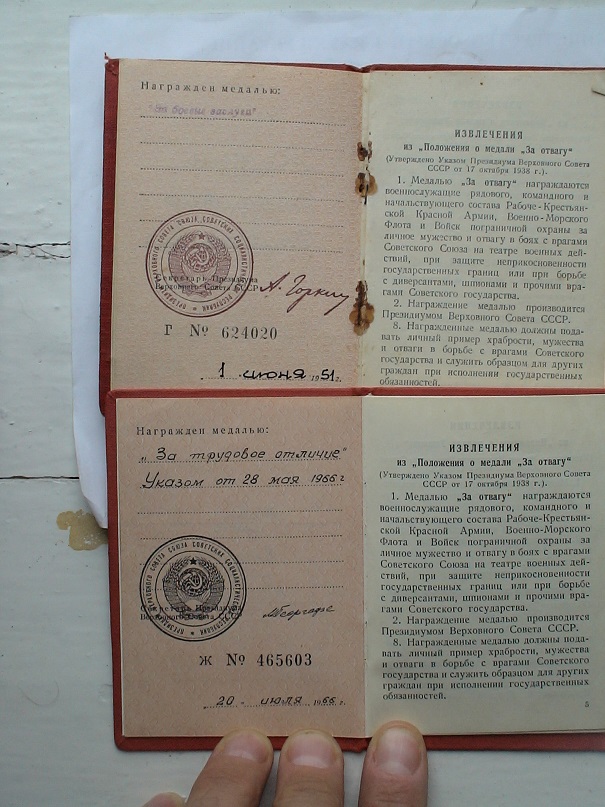 Награжден медалью:
"За боевые заслуги"
СОЮЗА СОВЕТСКИХ
Секретарь Президиума
Верховного Совета СССР
А. Горкин
Г № 624020
„ 1 " июня 1951 г.
ИЗВЛЕЧЕНИЯ
из „Положения о медали „За отвагу"
(Утверждено Указом Президиума Верховного Совета
СССР от 17 октября 1938 г.).
1. Медалью „За отвагу" награждаются
военнослужащие рядового, командного и
начальствующего состава Рабоче-Крестьян-
ской Красной Армии, Военно-Морского
Флота и Войск пограничной охраны за
личное мужество и отвагу в боях с врагами
Советского Союза на театре военных дей-
ствий, при защите неприкосновенности
государственных границ или при борьбе
с диверсантами, шпионами и прочими вра-
гами Советского государства.
2. Награждение медалью производится
Президиумом Верховного Совета СССР.
8. Награжденные медалью должны пода-
вать личный пример храбрости, мужества
и отваги в борьбе с врагами Советского
государства и служить образцом для других
граждан при исполнении государственных
обязанностей.
Награжден медалью:
„За трудовое отличие"
Указом от 28 мая 1966 г
ПРЕЗИДИУМ ВЕРХОВНОГО СОВЕТА СОЮЗА СОВЕТСКИХ СОЦИАЛИСТИЧЕСКИХ РЕСПУБЛИК
Секретарь Президиума
Верховного Совета СССР
Ж № 465603
„ 20 " июля 1966 г.
ИЗВЛЕЧЕНИЯ
из „Положения о медали „За отвагу"
(Утверждено Указом Президиума Верховного Совета
СССР от 17 октября 1938 г.).
1. Медалью „За отвагу" награждаются
военнослужащие рядового, командного и
начальствующего состава Рабоче-Крестьян-
ской Красной Армии, Военно-Морского
Флота и Войск пограничной охраны за
личное мужество и отвагу в боях с врагами
Советского Союза на театре военных дей-
ствий, при защите неприкосновенности
государственных границ или при борьбе
с диверсантами, шпионами и прочими вра-
гами Советского государства.
2. Награждение медалью производится
Президиумом Верховного Совета СССР.
8. Награжденные медалью должны пода-
вать личный пример храбрости, мужества
и отваги в борьбе с врагами Советского
государства и служить образцом для других
граждан при исполнении государственных
обязанностей.
5